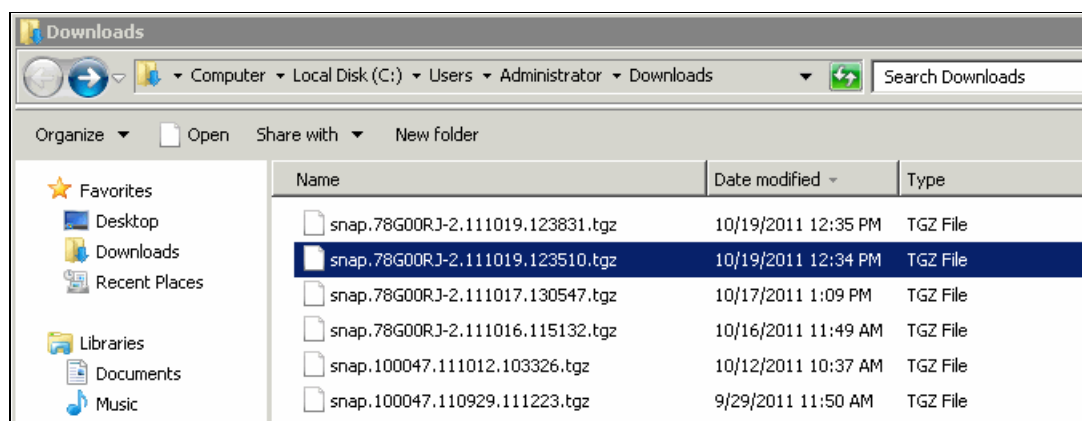 Downloads
Computer Local Disk (C:) Users Administrator Downloads Search Downloads
Organize Open Share with New folder
Favorites
Desktop
Downloads
Recent Places
Libraries
Documents
Music
Name Date modified Type
snap.78G00RJ-2.111019.123831.tgz 10/19/2011 12:35 PM TGZ File
snap.78G00RJ-2.111019.123510.tgz 10/19/2011 12:34 PM TGZ File
snap.78G00RJ-2.111017.130547.tgz 10/17/2011 1:09 PM TGZ File
snap.78G00RJ-2.111016.115132.tgz 10/16/2011 11:49 AM TGZ File
snap.100047.111012.103326.tgz 10/12/2011 10:37 AM TGZ File
snap.100047.110929.111223.tgz 9/29/2011 11:50 AM TGZ File